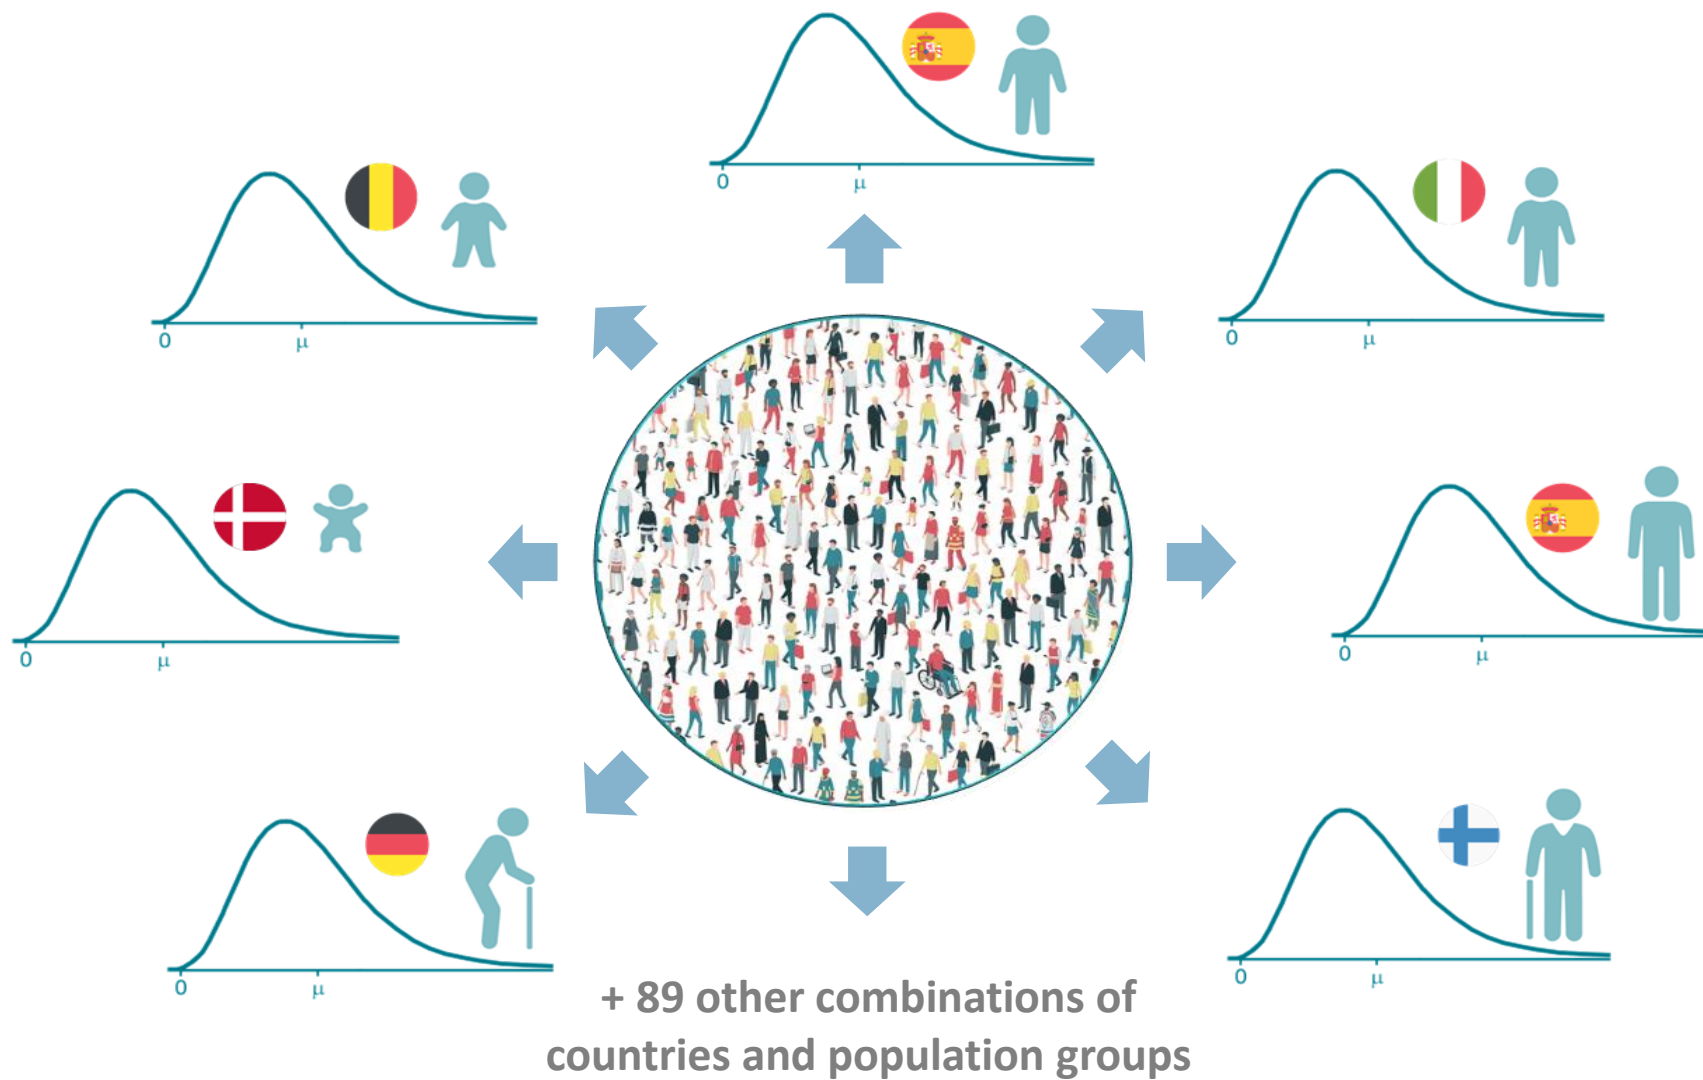 0 μ
0 μ
0 μ
0 μ
0 μ
0 μ
0 μ
+ 89 other combinations of
countries and population groups